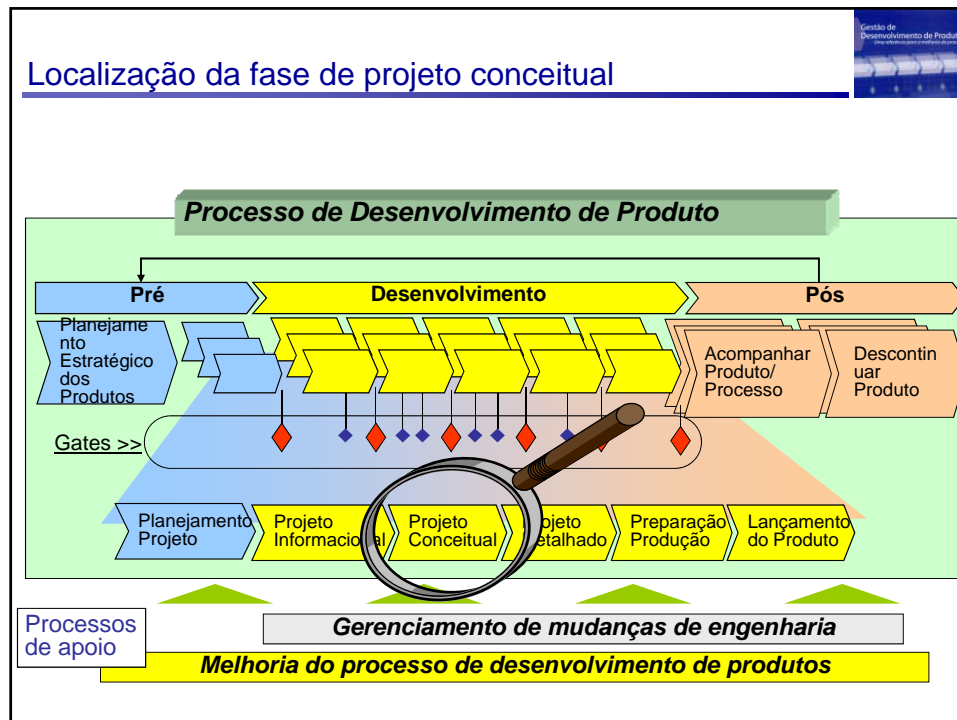 Gestão de
Desenvolvimento de Produt
Localização da fase de projeto conceitual
Processo de Desenvolvimento de Produto
Pré
Desenvolvimento
Pós
Planejame
nto
Estratégico
dos
Produtos
Acompanhar
Produto/
Processo
Descontin
uar
Produto
Gates >>
Planejamento
Projeto
Projeto
Informacional
Projeto
Conceitual
Projeto
Detalhado
Preparação
Produção
Lançamento
do Produto
Processos
de apoio
Gerenciamento de mudanças de engenharia
Melhoria do processo de desenvolvimento de produtos